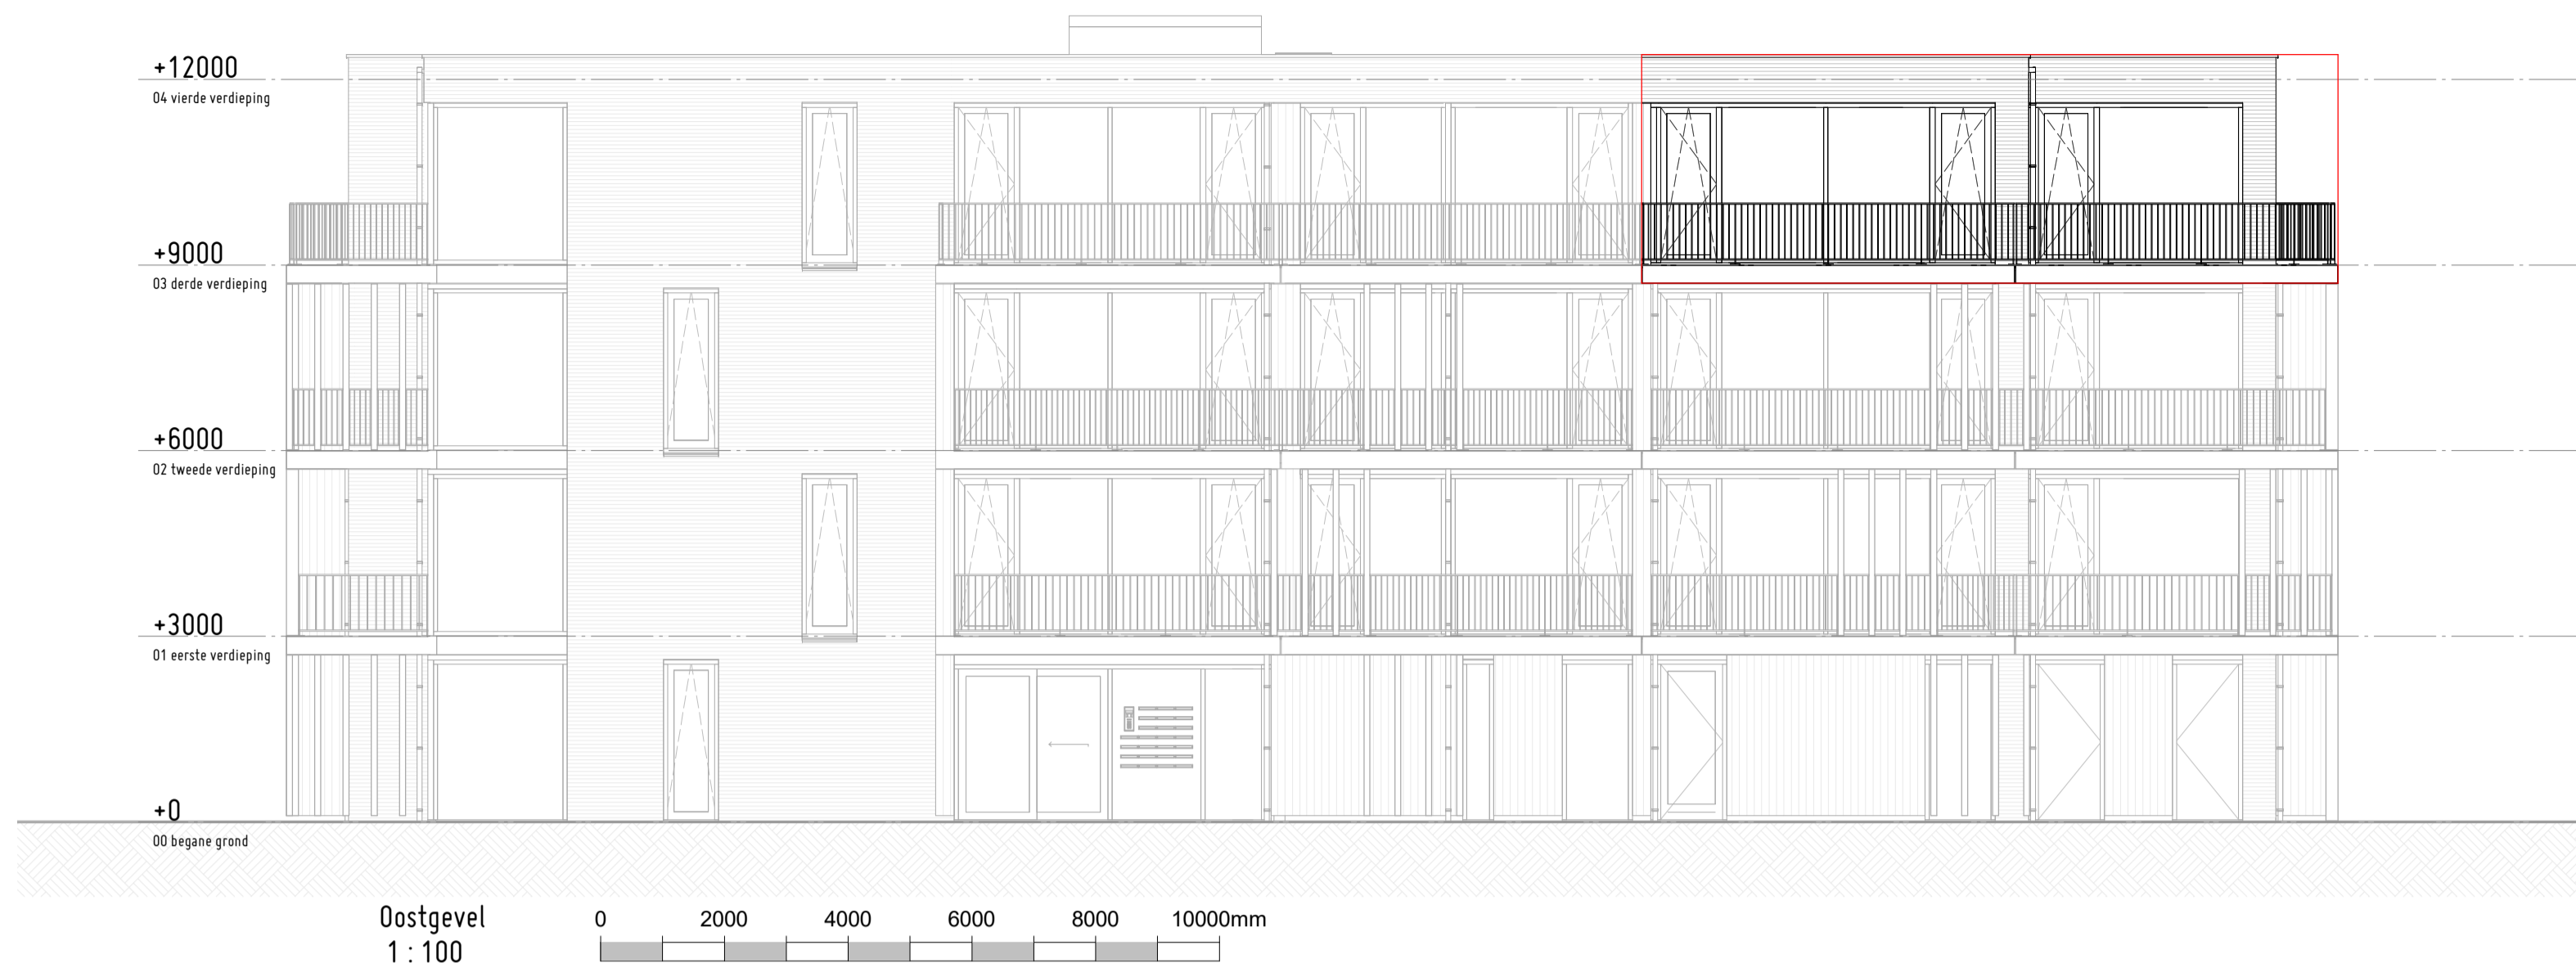 +12000
04 vierde verdieping
+9000
03 derde verdieping
+6000
02 tweede verdieping
+3000
01 eerste verdieping
+0
00 begane grond
Oostgevel
1 : 100
0 2000 4000 6000 8000 10000mm